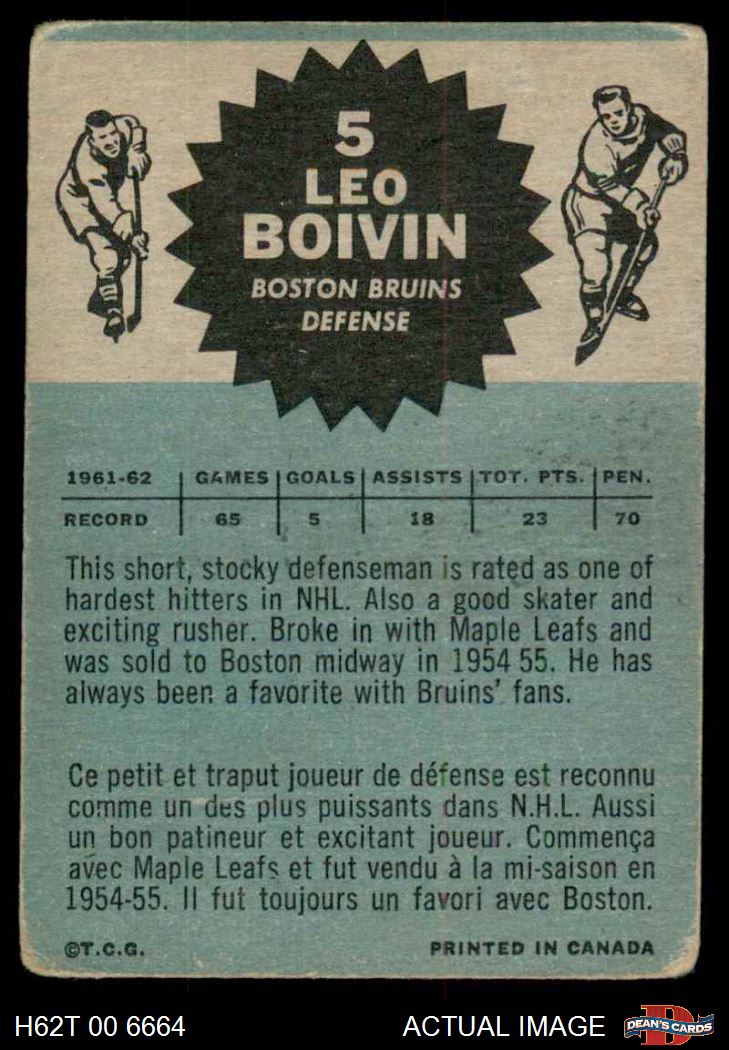 5
LEO
BOIVIN
BOSTON BRUINS
DEFENSE
1961-62 GAMES GOALS ASSISTS TOT. PTS. PEN.
RECORD 65 5 18 23 70
This short, stocky defenseman is rated as one of
hardest hitters in NHL. Also a good skater and
exciting rusher. Broke in with Maple Leafs and
was sold to Boston midway in 1954 55. He has
always been a favorite with Bruins' fans.
Ce petit et traput joueur de défense est reconnu
comme un des plus puissants dans N.H.L. Aussi
un bon patineur et excitant joueur. Commença
avec Maple Leafs et fut vendu à la mi-saison en
1954-55. Il fut toujours un favori avec Boston.
©T.C.G. PRINTED IN CANADA
H62T 00 6664 ACTUAL IMAGE D DEAN'S CARDS